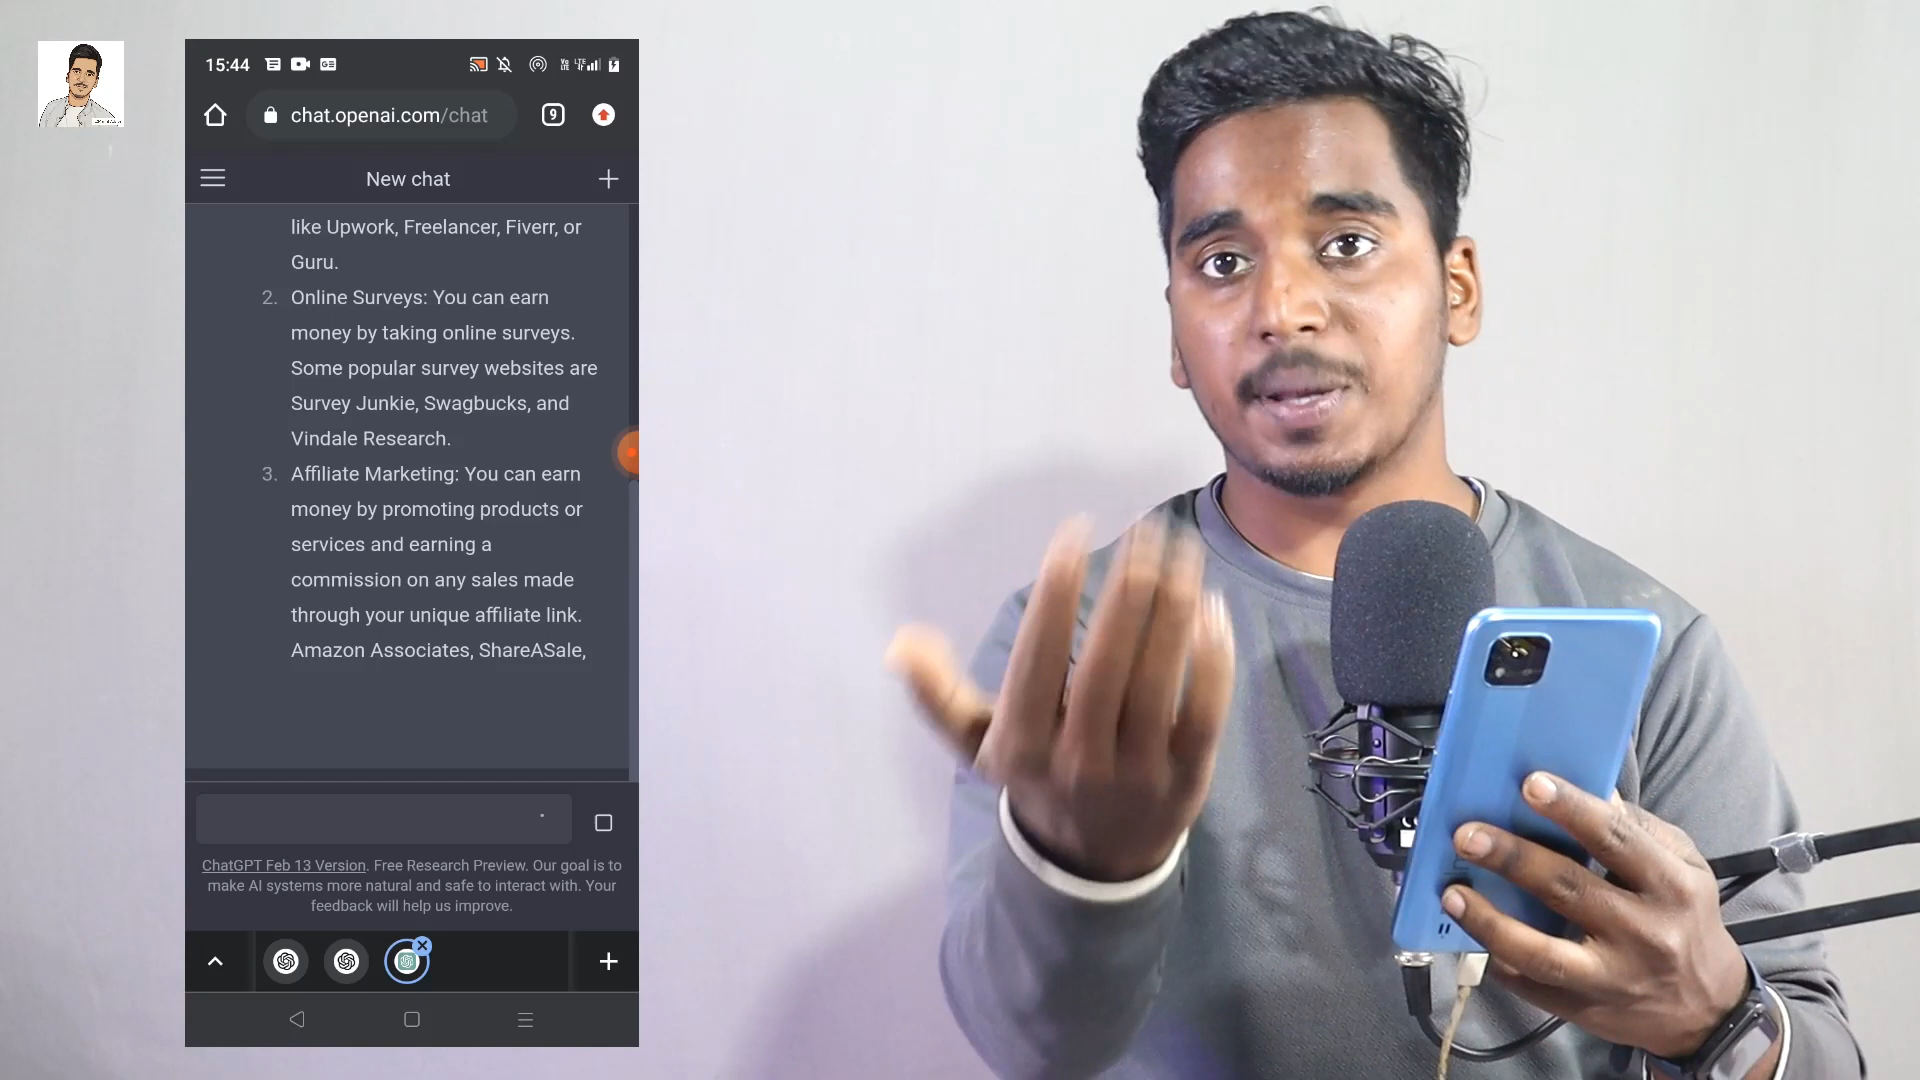 15:44
chat.openai.com/chat
9
New chat
like Upwork, Freelancer, Fiverr, or
Guru.
2. Online Surveys: You can earn
money by taking online surveys.
Some popular survey websites are
Survey Junkie, Swagbucks, and
Vindale Research.
3. Affiliate Marketing: You can earn
money by promoting products or
services and earning a
commission on any sales made
through your unique affiliate link.
Amazon Associates, ShareASale,
ChatGPT Feb 13 Version. Free Research Preview. Our goal is to
make AI systems more natural and safe to interact with. Your
feedback will help us improve.